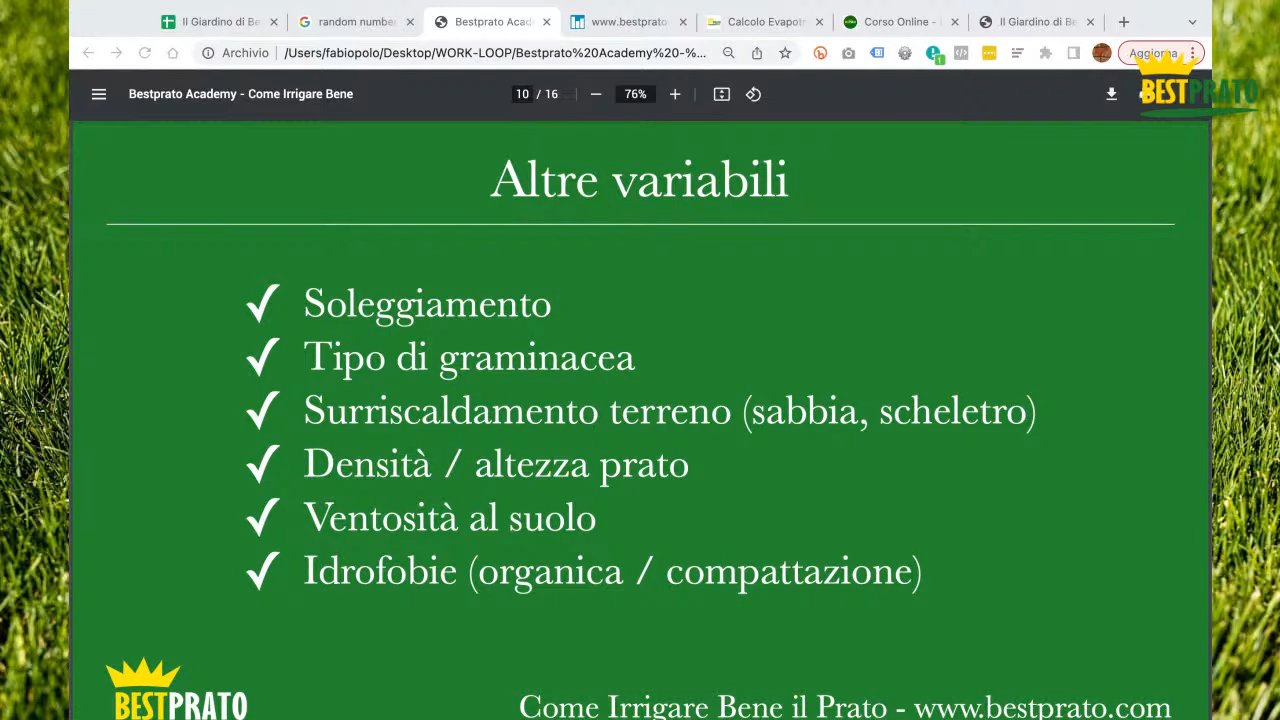 Il Giardino di Be
random number
Bestprato Acad
www.bestprato
Calcolo Evapotr
Corso Online -
Il Giardino di Be
Archivio /Users/fabiopolo/Desktop/WORK-LOOP/Bestprato%20Academy%20-%...
Aggiorna
Bestprato Academy - Come Irrigare Bene
10 / 16
76%
BESTPRATO
Altre variabili
Soleggiamento
Tipo di graminacea
Surriscaldamento terreno (sabbia, scheletro)
Densità / altezza prato
Ventosità al suolo
Idrofobie (organica / compattazione)
BESTPRATO
Come Irrigare Bene il Prato - www.bestprato.com